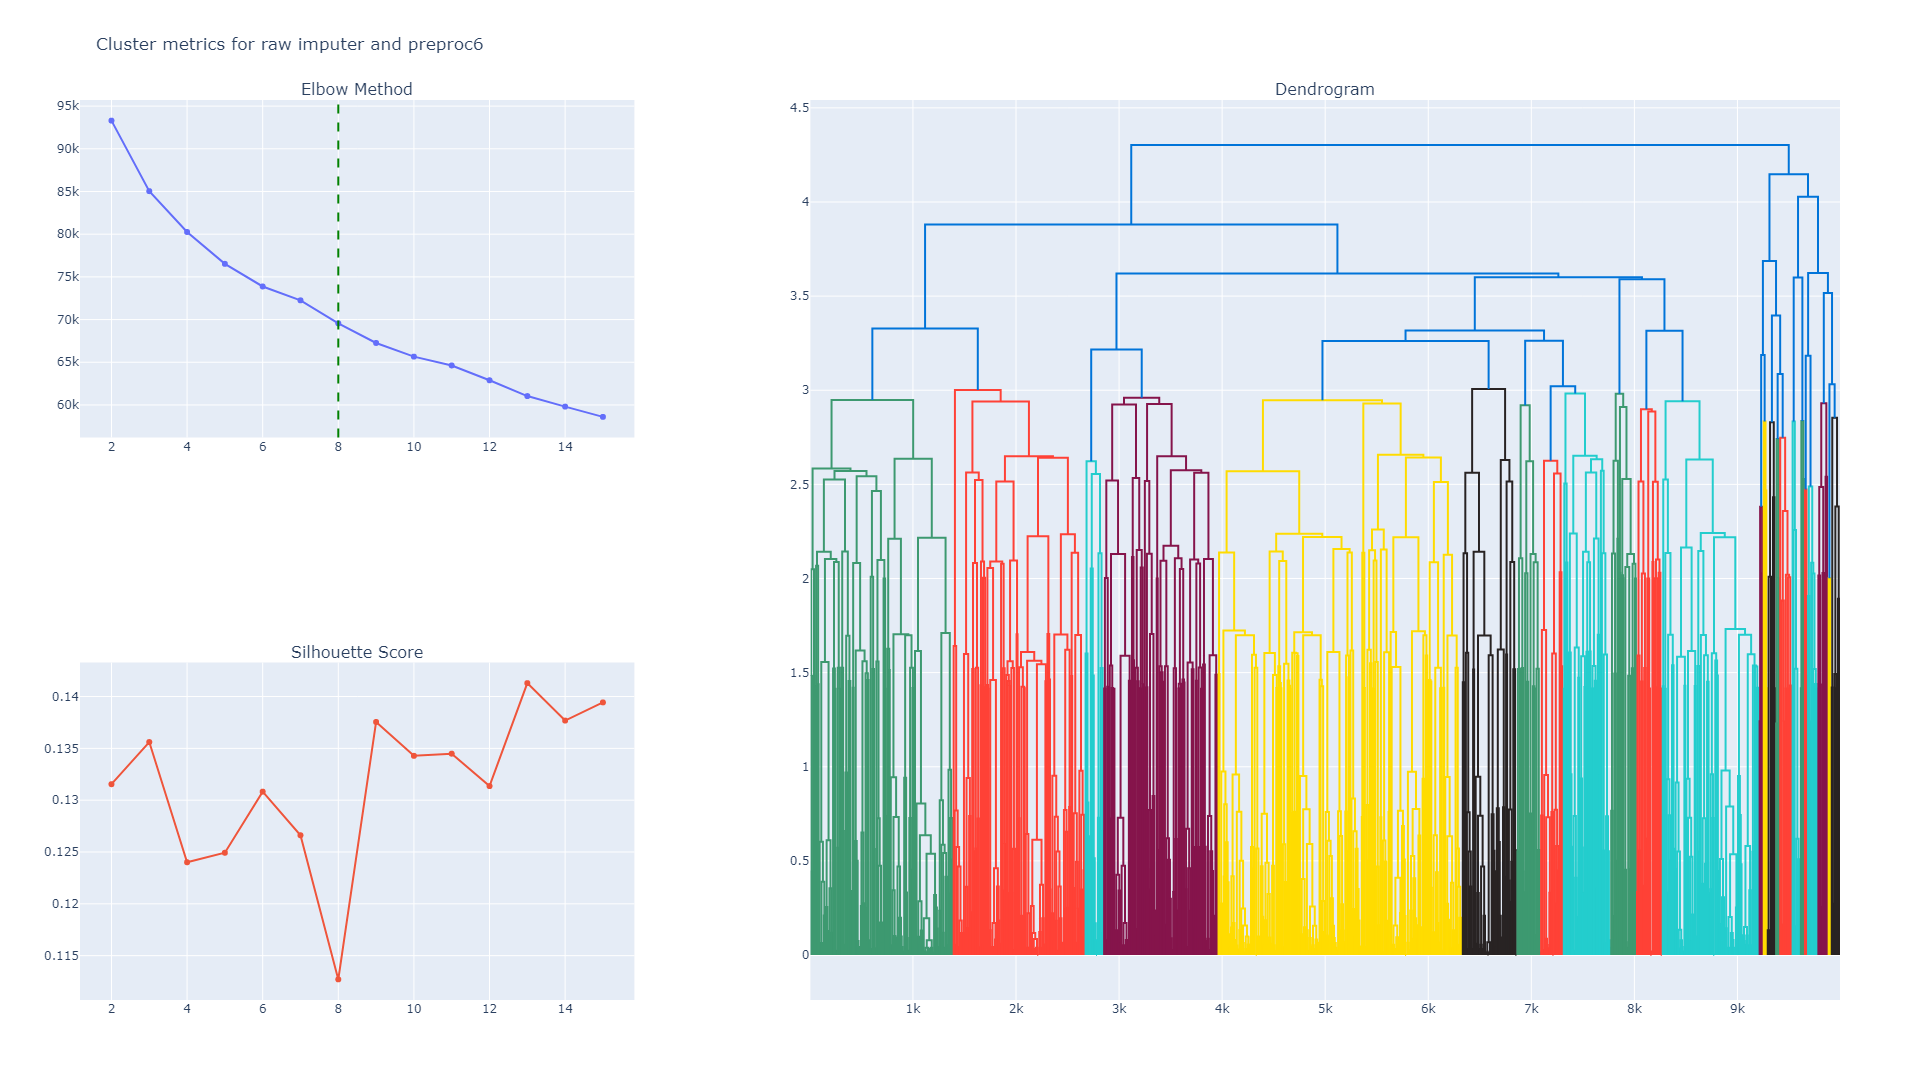 Cluster metrics for raw imputer and preproc6
Elbow Method
95k
90k
85k
80k
75k
70k
65k
60k
2 4 6 8 10 12 14
Silhouette Score
0.14
0.135
0.13
0.125
0.12
0.115
2 4 6 8 10 12 14
Dendrogram
4.5
4
3.5
3
2.5
2
1.5
1
0.5
0
1k 2k 3k 4k 5k 6k 7k 8k 9k